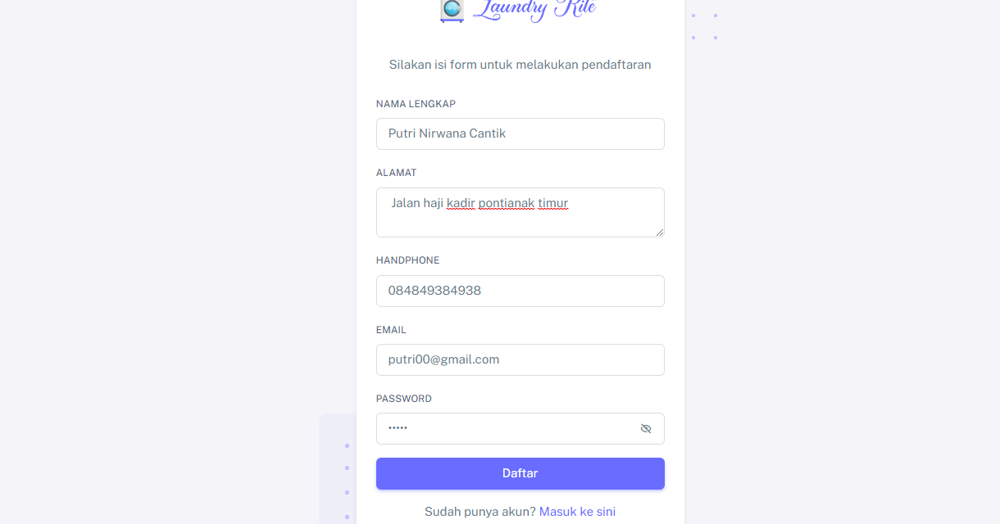 Laundry Kite
Silakan isi form untuk melakukan pendaftaran
NAMA LENGKAP
Putri Nirwana Cantik
ALAMAT
Jalan haji kadir pontianak timur
HANDPHONE
084849384938
EMAIL
putri00@gmail.com
PASSWORD
•••••
Daftar
Sudah punya akun? Masuk ke sini